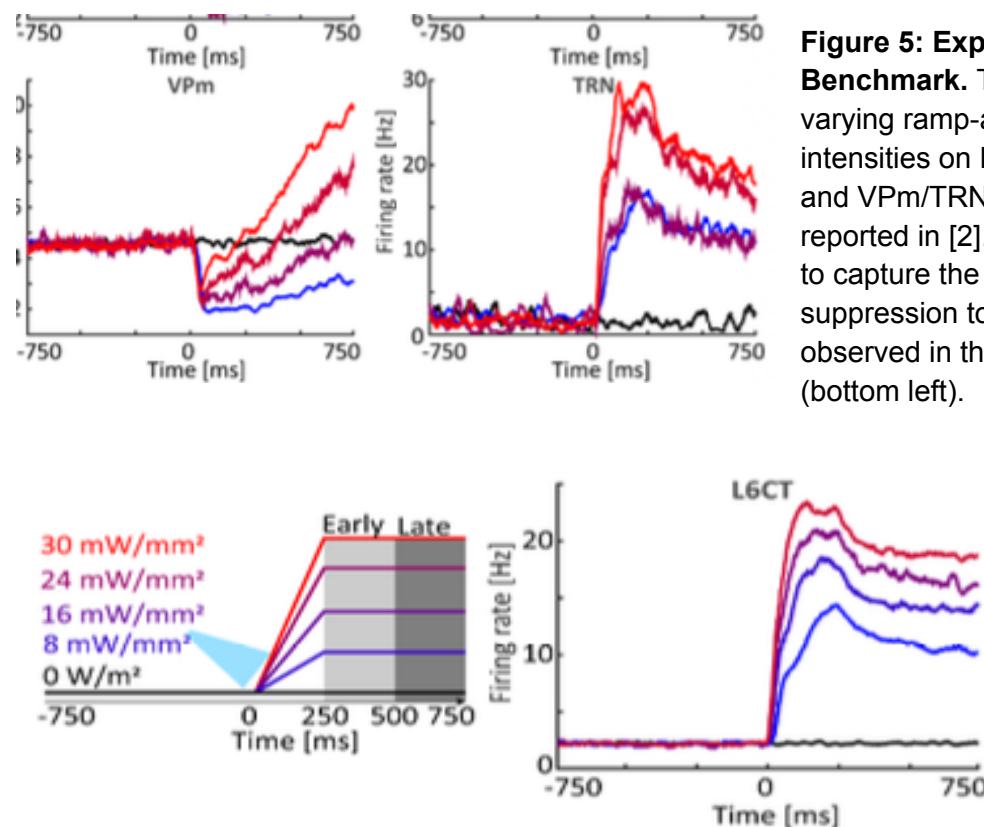 -750 0 750
Time [ms]
6
-750 0 750
Time [ms]
VPm
-750 0 750
Time [ms]
TRN
Firing rate [Hz]
30
20
10
0
-750 0 750
Time [ms]
Figure 5: Exp
Benchmark. T
varying ramp-a
intensities on
and VPm/TRN
reported in [2]
to capture the
suppression to
observed in th
(bottom left).
30 mW/mm²
24 mW/mm²
16 mW/mm²
8 mW/mm²
0 W/m²
Early Late
-750 0 250 500 750
Time [ms]
L6CT
Firing rate [Hz]
20
10
0
-750 0 750
Time [ms]